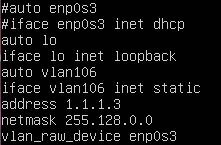 #auto enp0s3
#iface enp0s3 inet dhcp
auto lo
iface lo inet loopback
auto vlan106
iface vlan106 inet static
address 1.1.1.3
netmask 255.128.0.0
vlan_raw_device enp0s3